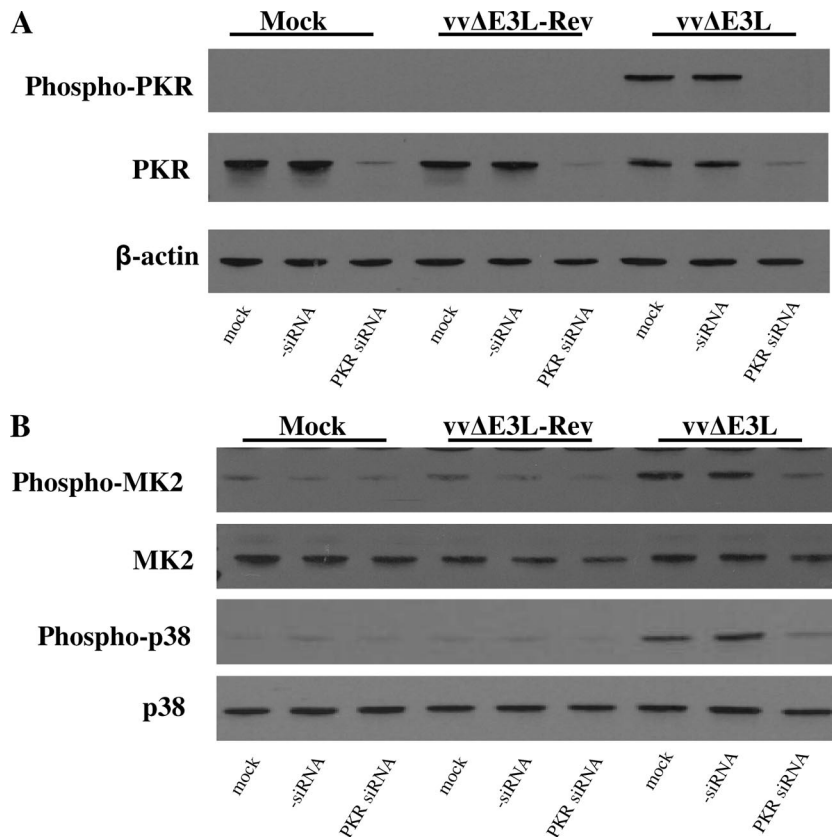 A
Mock vvΔE3L-Rev vvΔE3L
Phospho-PKR
PKR
β-actin
mock -siRNA PKR siRNA mock -siRNA PKR siRNA mock -siRNA PKR siRNA
B
Mock vvΔE3L-Rev vvΔE3L
Phospho-MK2
MK2
Phospho-p38
p38
mock -siRNA PKR siRNA mock -siRNA PKR siRNA mock -siRNA PKR siRNA